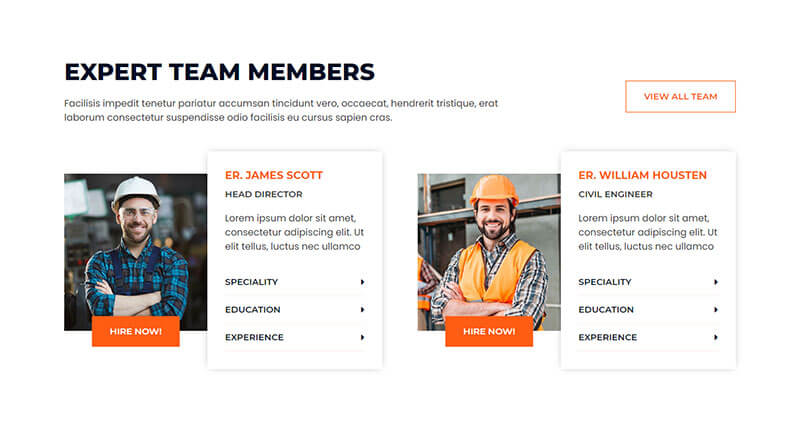 EXPERT TEAM MEMBERS
Facilisis impedit tenetur pariatur accumsan tincidunt vero, occaecat, hendrerit tristique, erat
laborum consectetur suspendisse odio facilisis eu cursus sapien cras.
VIEW ALL TEAM
ER. JAMES SCOTT
HEAD DIRECTOR
Lorem ipsum dolor sit amet,
consectetur adipiscing elit. Ut
elit tellus, luctus nec ullamco
SPECIALITY
EDUCATION
EXPERIENCE
HIRE NOW!
ER. WILLIAM HOUSTEN
CIVIL ENGINEER
Lorem ipsum dolor sit amet,
consectetur adipiscing elit. Ut
elit tellus, luctus nec ullamco
SPECIALITY
EDUCATION
EXPERIENCE
HIRE NOW!